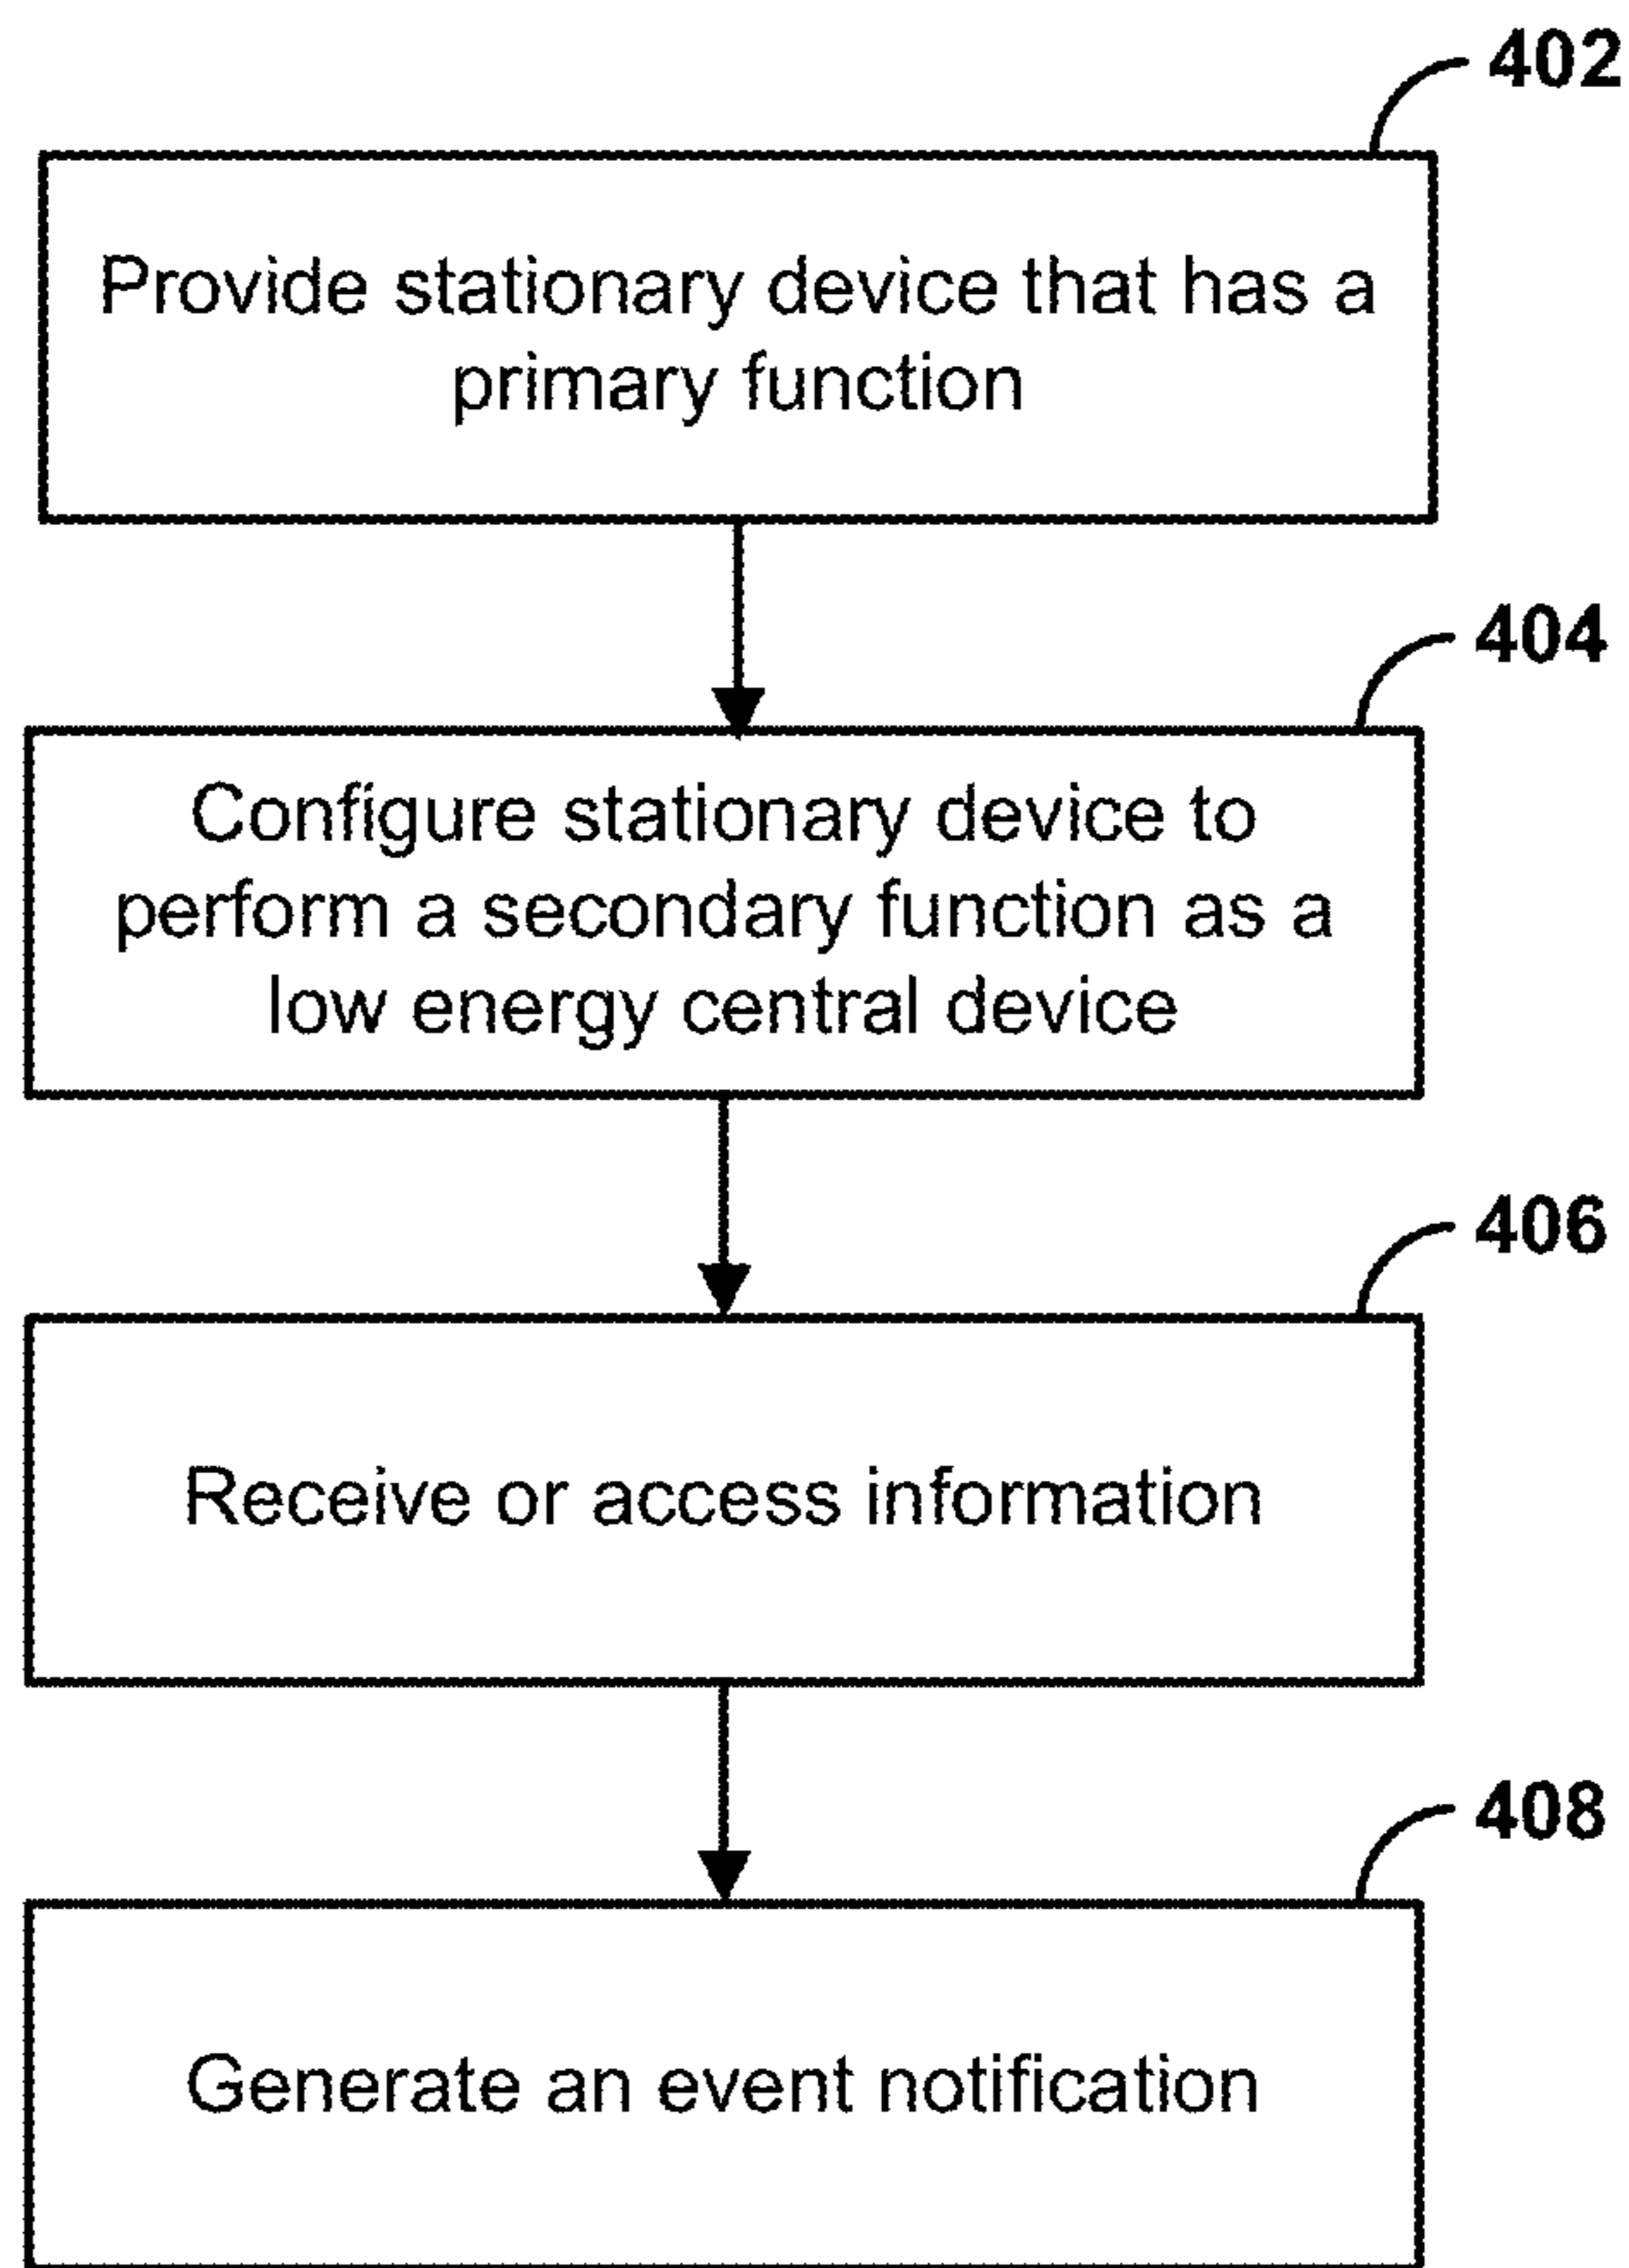 402
Provide stationary device that has a
primary function
404
Configure stationary device to
perform a secondary function as a
low energy central device
406
Receive or access information
408
Generate an event notification